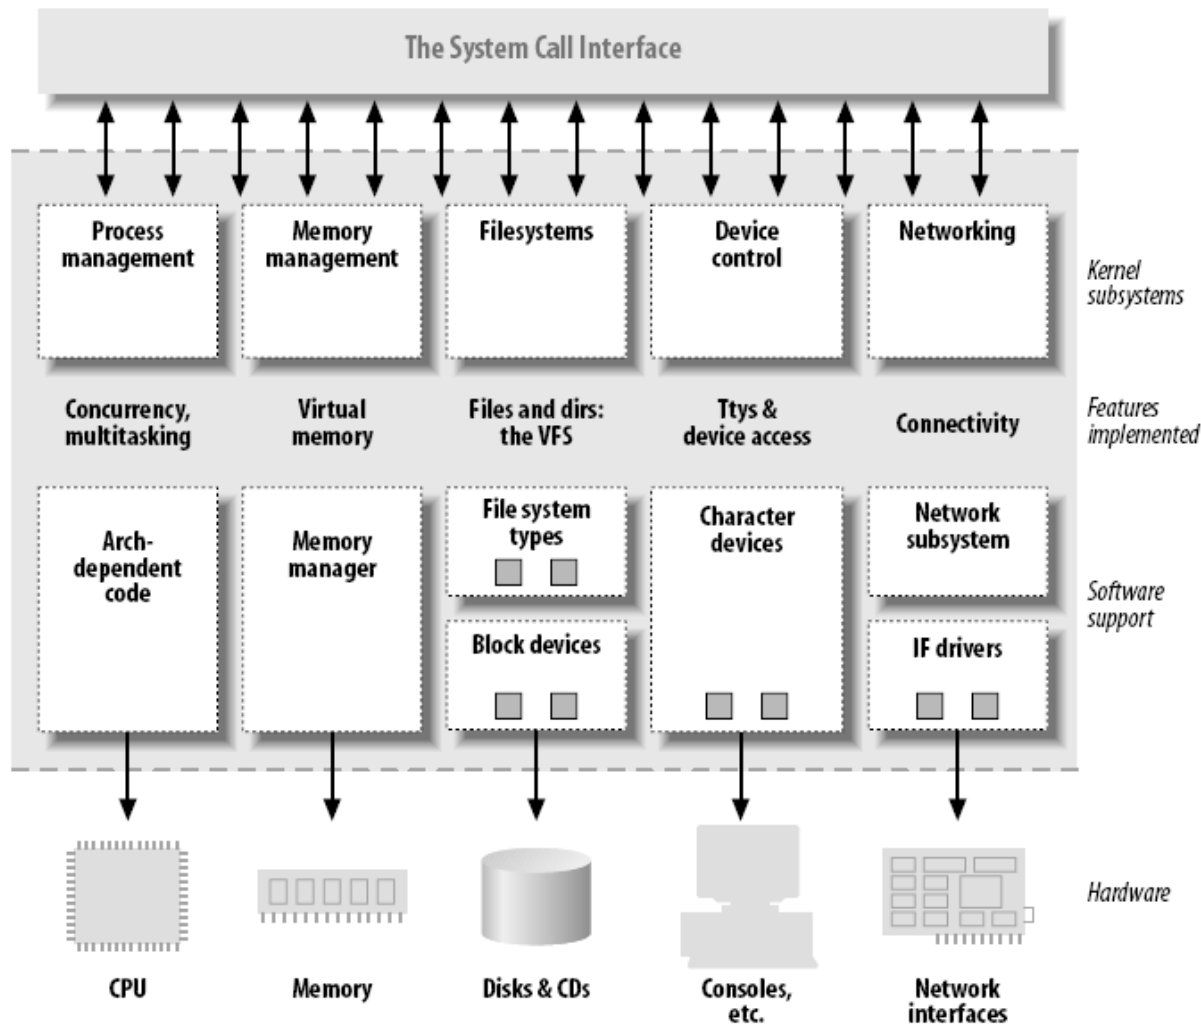 The System Call Interface
Process
management
Memory
management
Filesystems
Device
control
Networking
Kernel
subsystems
Concurrency,
multitasking
Virtual
memory
Files and dirs:
the VFS
Ttys &
device access
Connectivity
Features
implemented
Arch-
dependent
code
Memory
manager
File system
types
Block devices
Character
devices
Network
subsystem
IF drivers
Software
support
Hardware
CPU
Memory
Disks & CDs
Consoles,
etc.
Network
interfaces